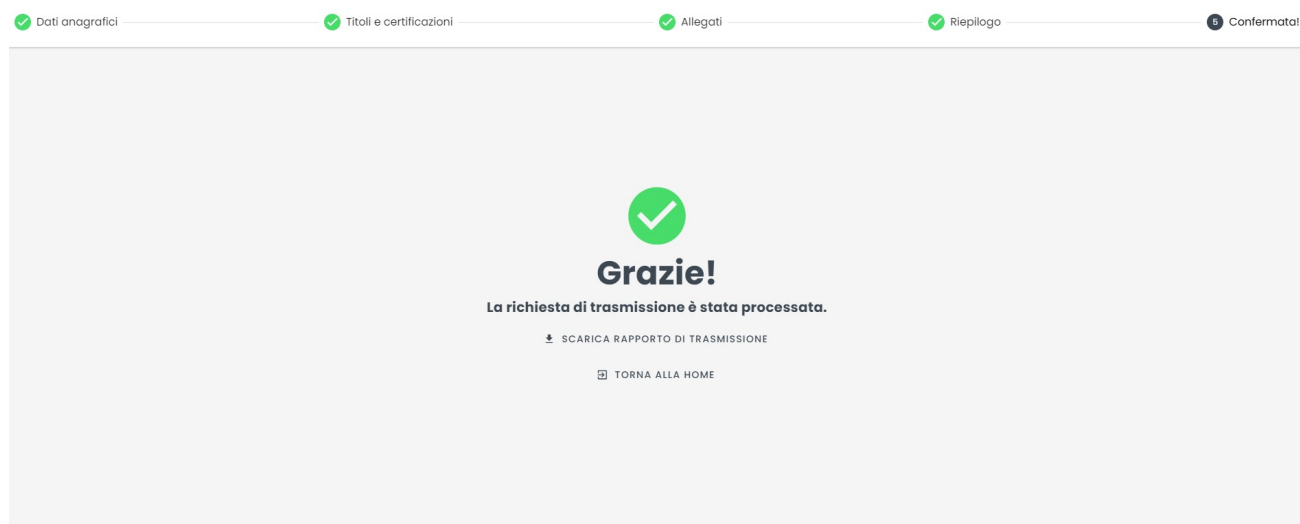 Dati anagrafici Titoli e certificazioni Allegati Riepilogo 5 Confermata!
Grazie!
La richiesta di trasmissione è stata processata.
SCARICA RAPPORTO DI TRASMISSIONE
TORNA ALLA HOME